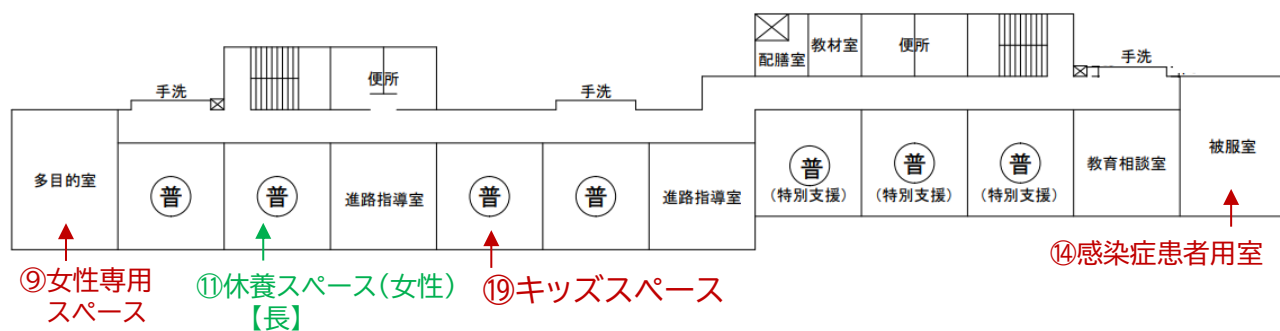 配膳室
教材室
便所
手洗
便所
手洗
手洗
多目的室
普
普
進路指導室
普
普
進路指導室
普
(特別支援)
普
(特別支援)
普
(特別支援)
教育相談室
被服室
⑨女性専用
スペース
⑪休養スペース(女性)
【長】
⑲キッズスペース
⑭感染症患者用室